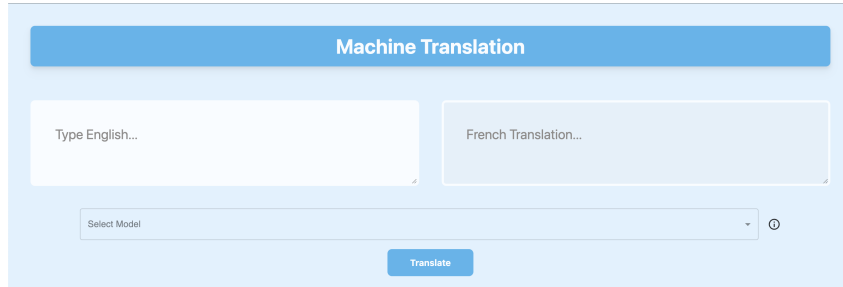 Machine Translation
Type English...
French Translation...
Select Model
Translate